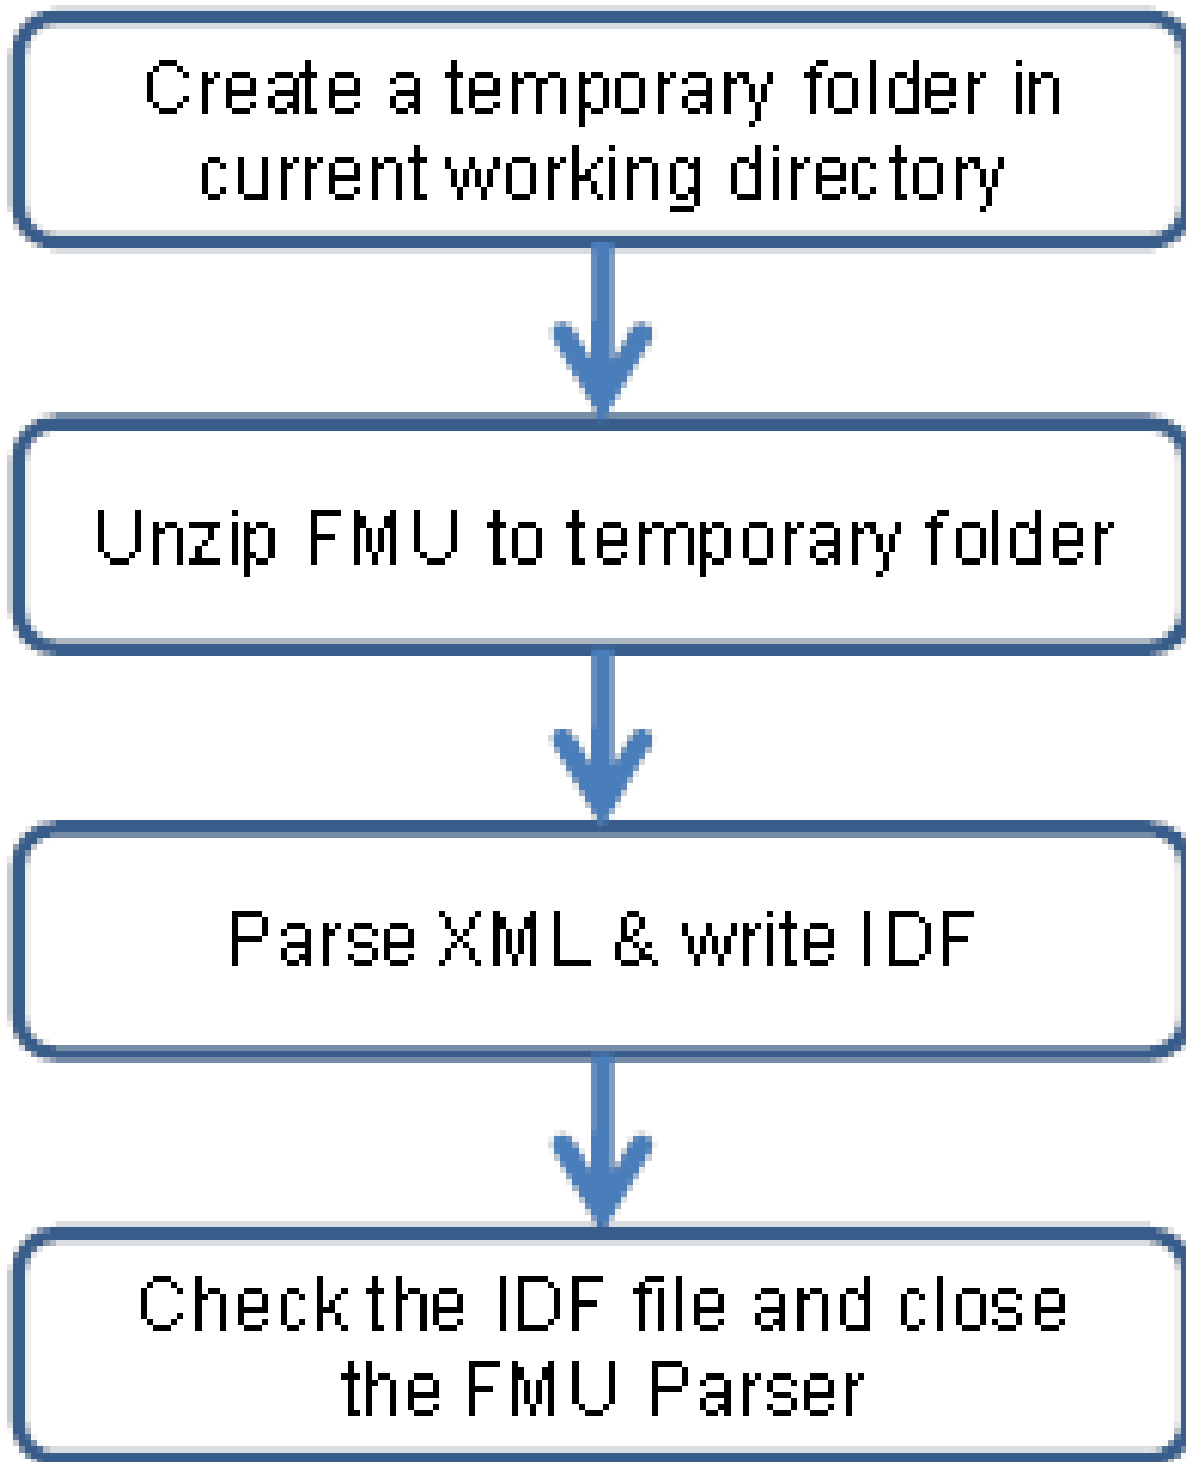 Create a temporary folder in
current working directory
Unzip FMU to temporary folder
Parse XML & write IDF
Check the IDF file and close
the FMU Parser